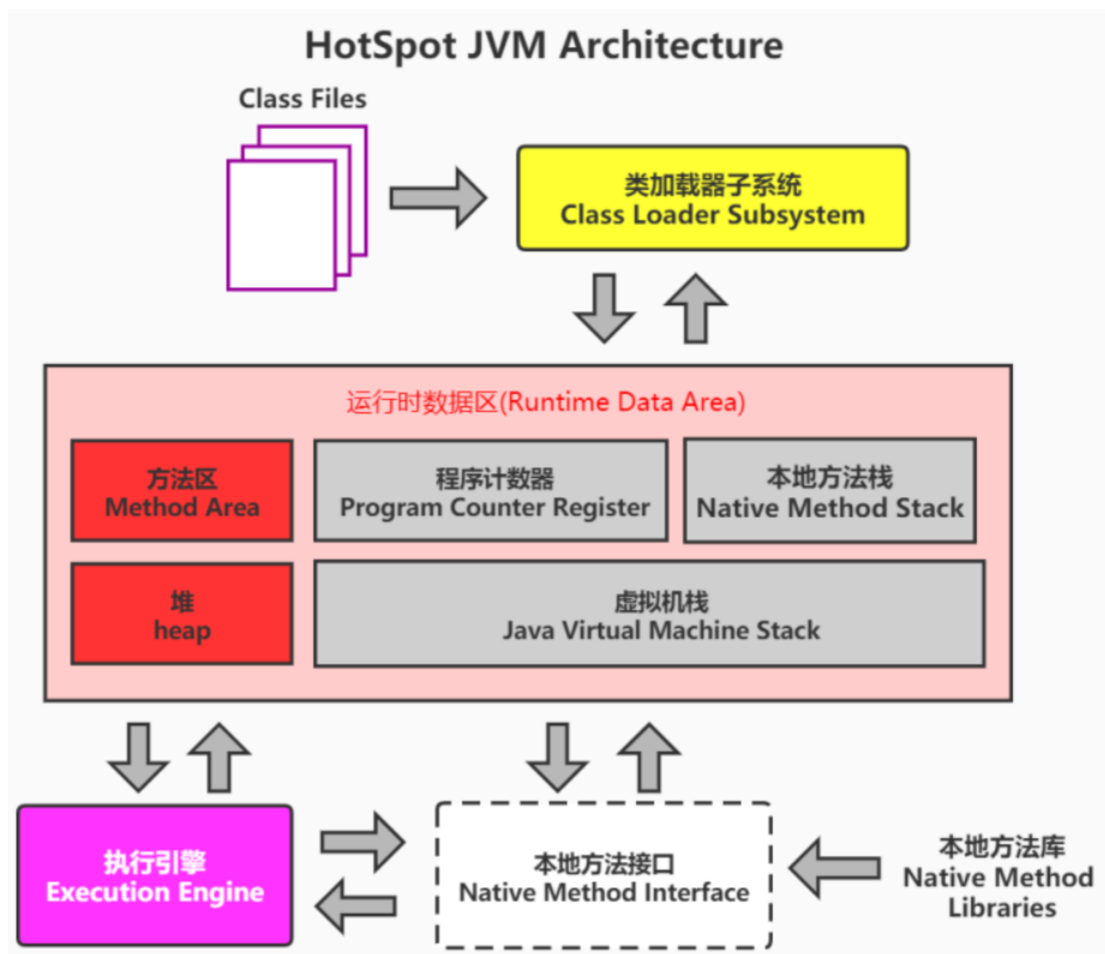 HotSpot JVM Architecture
Class Files
类加载器子系统
Class Loader Subsystem
运行时数据区(Runtime Data Area)
方法区
Method Area
程序计数器
Program Counter Register
本地方法栈
Native Method Stack
堆
heap
虚拟机栈
Java Virtual Machine Stack
执行引擎
Execution Engine
本地方法接口
Native Method Interface
本地方法库
Native Method
Libraries